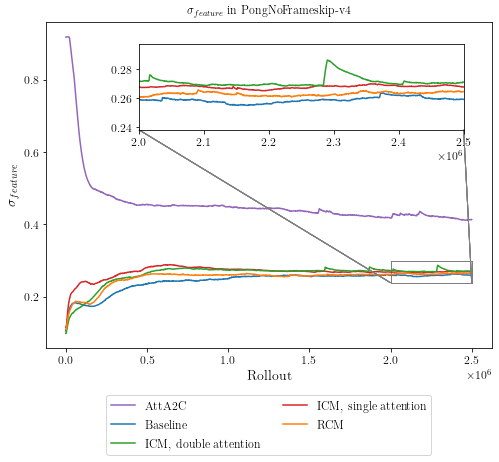 σ_feature in PongNoFrameskip-v4
0.28
0.26
0.24
2.0 2.1 2.2 2.3 2.4 2.5
×10^6
0.8
0.6
0.4
0.2
σ_feature
0.0 0.5 1.0 1.5 2.0 2.5
Rollout
×10^6
AttA2C
Baseline
ICM, double attention
ICM, single attention
RCM